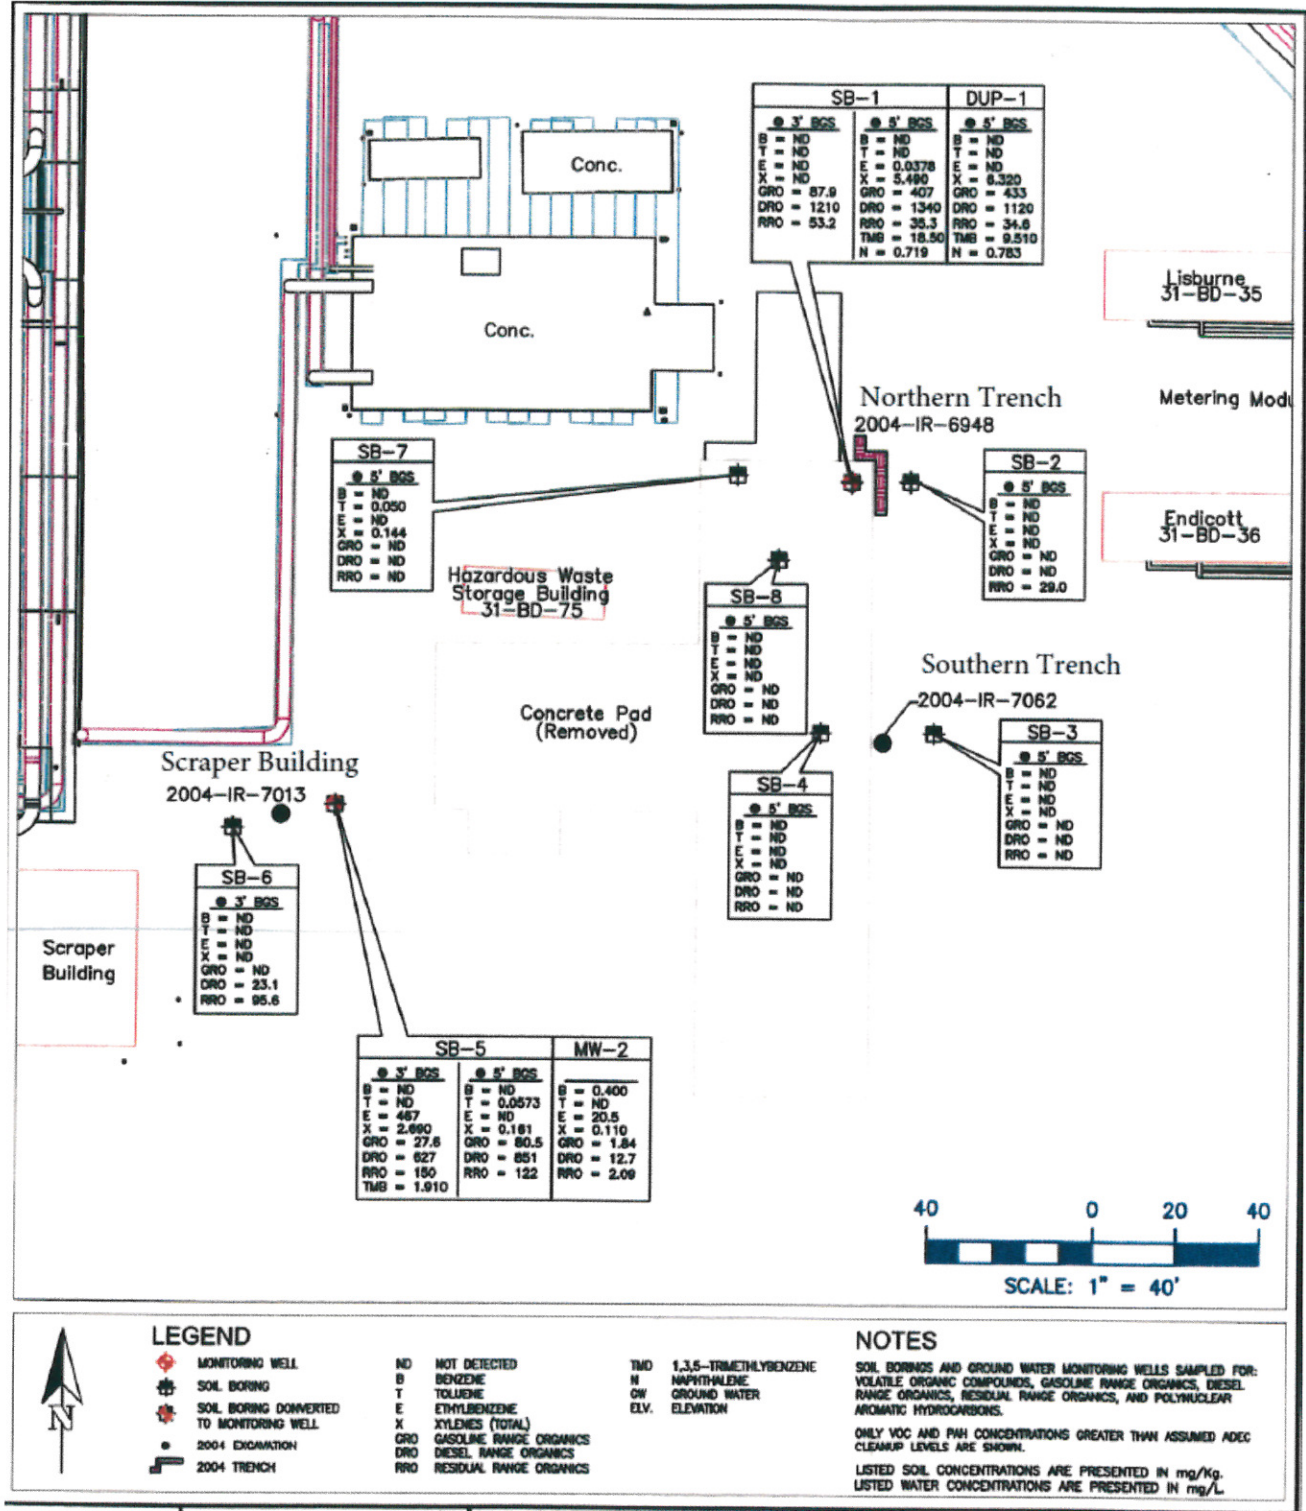 SB-1 DUP-1
@ 3' BGS
B = ND
T = ND
E = ND
X = ND
GRO = 87.9
DRO = 1210
RRO = 53.2
@ 5' BGS
B = ND
T = ND
E = 0.0378
X = 5.490
GRO = 407
DRO = 1340
RRO = 35.3
TMB = 18.50
N = 0.719
@ 5' BGS
B = ND
T = ND
E = ND
X = 6.320
GRO = 433
DRO = 1120
RRO = 34.6
TMB = 9.510
N = 0.783
Conc.
Conc.
Lisburne
31-BD-35
Metering Modu
Northern Trench
2004-IR-6948
SB-7
@ 5' BGS
B = ND
T = 0.050
E = ND
X = 0.144
GRO = ND
DRO = ND
RRO = ND
SB-2
@ 5' BGS
B = ND
T = ND
E = ND
X = ND
GRO = ND
DRO = ND
RRO = 29.0
Endicott
31-BD-36
Hazardous Waste
Storage Building
31-BD-75
SB-8
@ 5' BGS
B = ND
T = ND
E = ND
X = ND
GRO = ND
DRO = ND
RRO = ND
Southern Trench
2004-IR-7062
Concrete Pad
(Removed)
SB-3
@ 5' BGS
B = ND
T = ND
E = ND
X = ND
GRO = ND
DRO = ND
RRO = ND
Scraper Building
2004-IR-7013
SB-4
@ 5' BGS
B = ND
T = ND
E = ND
X = ND
GRO = ND
DRO = ND
RRO = ND
SB-6
@ 3' BGS
B = ND
T = ND
E = ND
X = ND
GRO = ND
DRO = 23.1
RRO = 95.6
Scraper
Building
SB-5 MW-2
@ 3' BGS
B = ND
T = ND
E = 467
X = 2.690
GRO = 27.6
DRO = 627
RRO = 150
TMB = 1.910
@ 5' BGS
B = ND
T = 0.0573
E = ND
X = 0.161
GRO = 80.5
DRO = 851
RRO = 122
B = 0.400
T = ND
E = 20.5
X = 0.110
GRO = 1.84
DRO = 12.7
RRO = 2.09
40 0 20 40
SCALE: 1" = 40'
N
LEGEND
MONITORING WELL
SOIL BORING
SOIL BORING DONVERTED
TO MONITORING WELL
2004 EXCAVATION
2004 TRENCH
ND NOT DETECTED
B BENZENE
T TOLUENE
E ETHYLBENZENE
X XYLENES (TOTAL)
GRO GASOLINE RANGE ORGANICS
DRO DIESEL RANGE ORGANICS
RRO RESIDUAL RANGE ORGANICS
TMD 1,3,5-TRIMETHYLBENZENE
N NAPHTHALENE
GW GROUND WATER
ELV. ELEVATION
NOTES
SOIL BORINGS AND GROUND WATER MONITORING WELLS SAMPLED FOR:
VOLATILE ORGANIC COMPOUNDS, GASOLINE RANGE ORGANICS, DIESEL
RANGE ORGANICS, RESIDUAL RANGE ORGANICS, AND POLYNUCLEAR
AROMATIC HYDROCARBONS.
ONLY VOC AND PAH CONCENTRATIONS GREATER THAN ASSUMED ADEC
CLEANUP LEVELS ARE SHOWN.
LISTED SOIL CONCENTRATIONS ARE PRESENTED IN mg/Kg.
LISTED WATER CONCENTRATIONS ARE PRESENTED IN mg/L